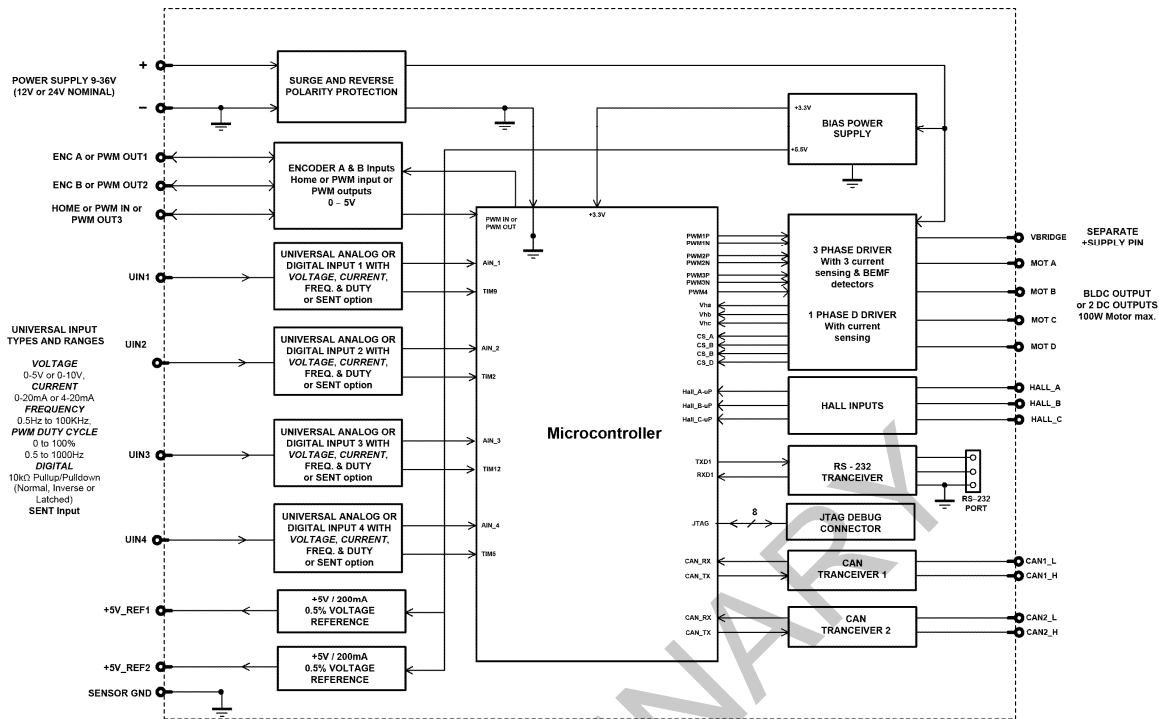 POWER SUPPLY 9-36V
(12V or 24V NOMINAL)
+
–
SURGE AND REVERSE
POLARITY PROTECTION
+3.3V
+5.5V
BIAS POWER
SUPPLY
ENC A or PWM OUT1
ENC B or PWM OUT2
HOME or PWM IN or
PWM OUT3
ENCODER A & B Inputs
Home or PWM input or
PWM outputs
0 – 5V
PWM IN or
PWM OUT
+3.3V
UIN1
UNIVERSAL ANALOG OR
DIGITAL INPUT 1 WITH
VOLTAGE, CURRENT,
FREQ. & DUTY
or SENT option
AIN_1
TIM9
UNIVERSAL INPUT
TYPES AND RANGES
VOLTAGE
0-5V or 0-10V,
CURRENT
0-20mA or 4-20mA
FREQUENCY
0.5Hz to 100KHz,
PWM DUTY CYCLE
0 to 100%
0.5 to 1000Hz
DIGITAL
10kΩ Pullup/Pulldown
(Normal, Inverse or
Latched)
SENT Input
UIN2
UNIVERSAL ANALOG OR
DIGITAL INPUT 2 WITH
VOLTAGE, CURRENT,
FREQ. & DUTY
or SENT option
AIN_2
TIM2
UIN3
UNIVERSAL ANALOG OR
DIGITAL INPUT 3 WITH
VOLTAGE, CURRENT,
FREQ. & DUTY
or SENT option
AIN_3
TIM12
UIN4
UNIVERSAL ANALOG OR
DIGITAL INPUT 4 WITH
VOLTAGE, CURRENT,
FREQ. & DUTY
or SENT option
AIN_4
TIM5
+5V_REF1
+5V / 200mA
0.5% VOLTAGE
REFERENCE
+5V_REF2
+5V / 200mA
0.5% VOLTAGE
REFERENCE
SENSOR GND
Microcontroller
PWM1P
PWM1N
PWM2P
PWM2N
PWM3P
PWM3N
PWM4
Vha
Vhb
Vhc
CS_A
CS_B
CS_B
CS_D
3 PHASE DRIVER
With 3 current
sensing & BEMF
detectors
1 PHASE D DRIVER
With current
sensing
VBRIDGE
SEPARATE
+SUPPLY PIN
MOT A
MOT B
MOT C
MOT D
BLDC OUTPUT
or 2 DC OUTPUTS
100W Motor max.
Hall_A-uP
Hall_B-uP
Hall_C-uP
HALL INPUTS
HALL_A
HALL_B
HALL_C
TXD1
RXD1
RS - 232
TRANCEIVER
RS–232
PORT
JTAG
8
JTAG DEBUG
CONNECTOR
CAN_RX
CAN_TX
CAN
TRANCEIVER 1
CAN1_L
CAN1_H
CAN_RX
CAN_TX
CAN
TRANCEIVER 2
CAN2_L
CAN2_H
NARY